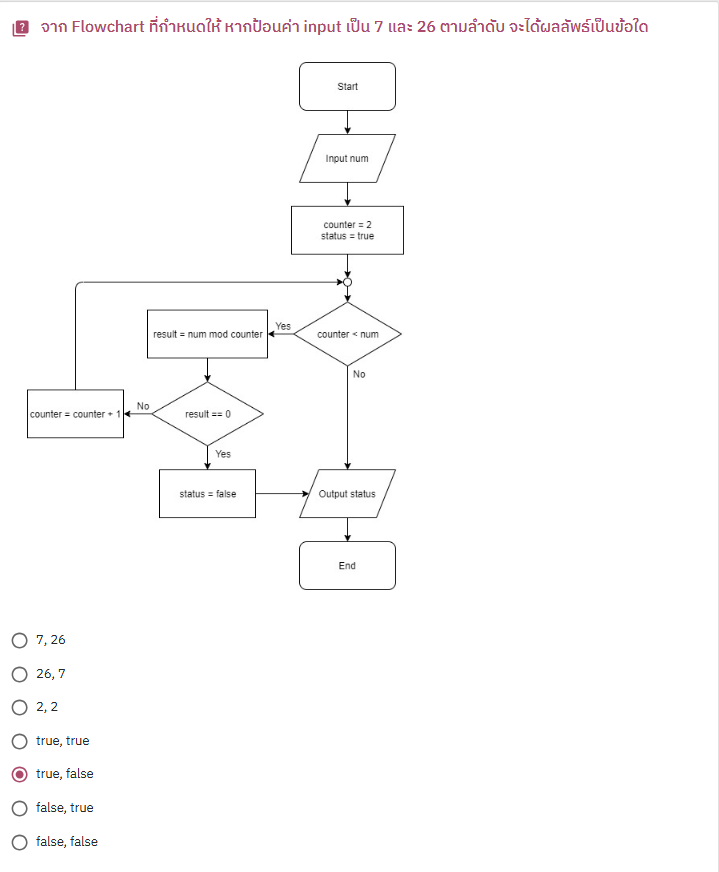 จาก Flowchart ที่กำหนดให้ หากป้อนค่า input เป็น 7 และ 26 ตามลำดับ จะได้ผลลัพธ์เป็นข้อใด
Start
Input num
counter = 2
status = true
counter < num
Yes
result = num mod counter
No
result == 0
No
counter = counter + 1
Yes
status = false
Output status
End
7, 26
26, 7
2, 2
true, true
true, false
false, true
false, false